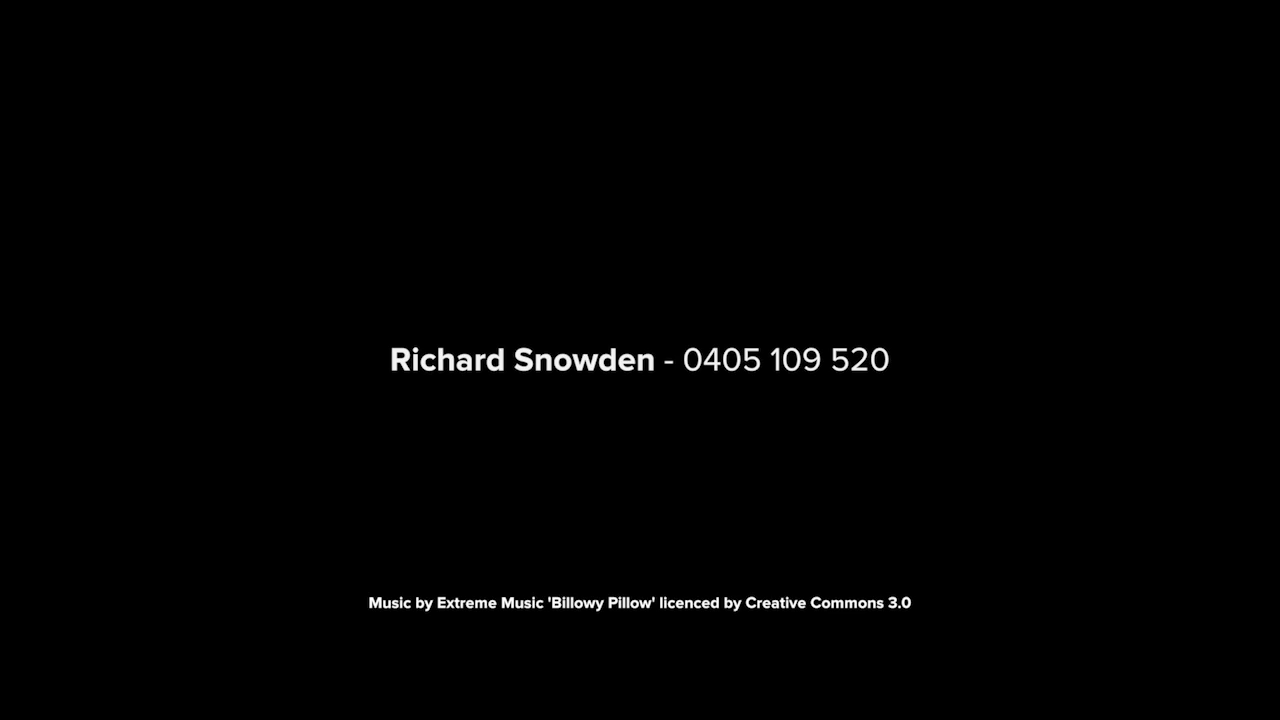 Richard Snowden - 0405 109 520
Music by Extreme Music 'Billowy Pillow' licenced by Creative Commons 3.0